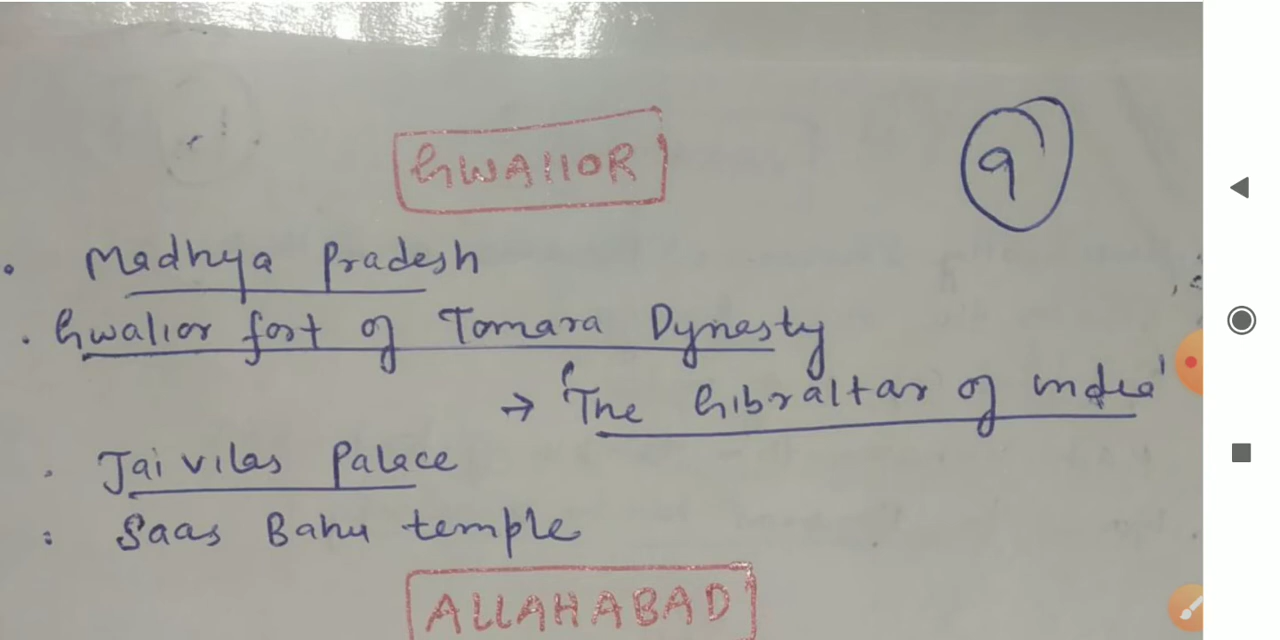 GWALIOR
9
• Madhya Pradesh
• Gwalior fort of Tomara Dynasty
→ 'The Gibraltar of India'
• Jai vilas Palace
: Saas Bahu temple
ALLAHABAD